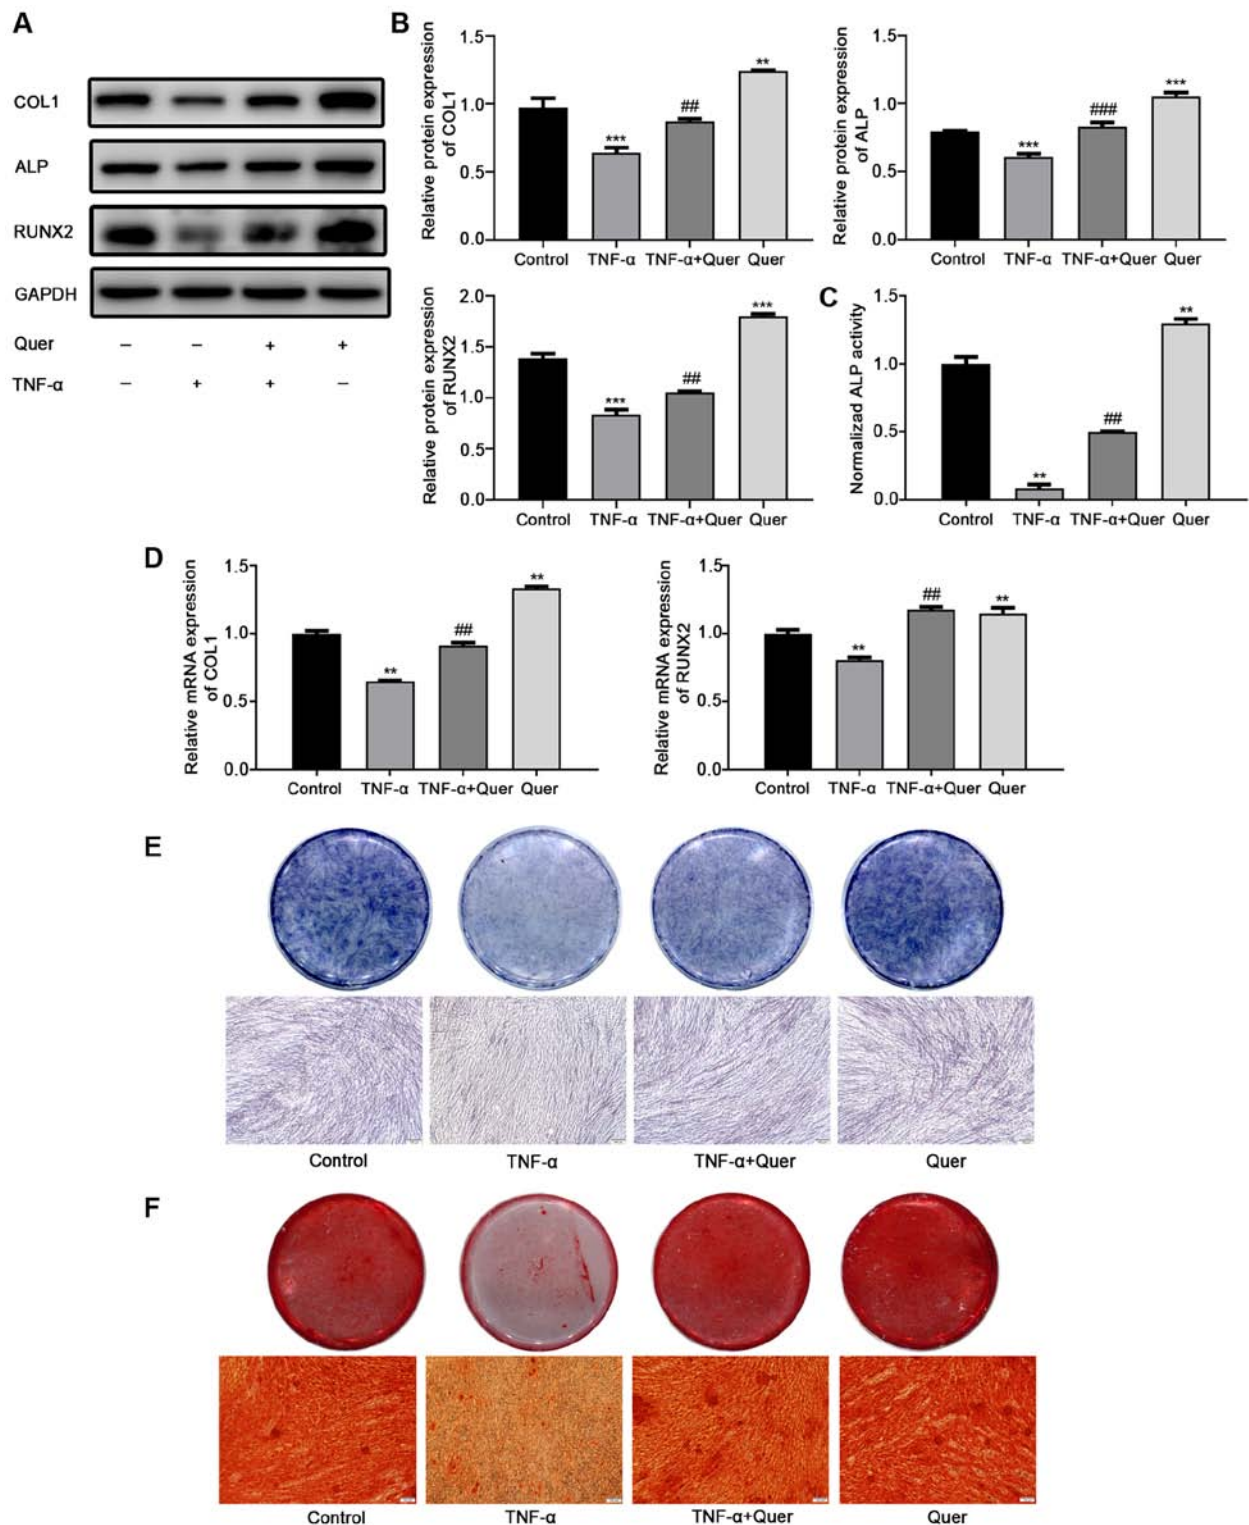 A
COL1
ALP
RUNX2
GAPDH
Quer − − + +
TNF-α − + + −
B
Relative protein expression
of COL1
1.5
1.0
0.5
0.0
***
##
**
Control TNF-α TNF-α+Quer Quer
Relative protein expression
of ALP
1.5
1.0
0.5
0.0
***
###
***
Control TNF-α TNF-α+Quer Quer
Relative protein expression
of RUNX2
2.0
1.5
1.0
0.5
0.0
***
##
***
Control TNF-α TNF-α+Quer Quer
C
Normalizad ALP activity
1.5
1.0
0.5
0.0
**
##
**
Control TNF-α TNF-α+Quer Quer
D
Relative mRNA expression
of COL1
1.5
1.0
0.5
0.0
**
##
**
Control TNF-α TNF-α+Quer Quer
Relative mRNA expression
of RUNX2
1.5
1.0
0.5
0.0
**
##
**
Control TNF-α TNF-α+Quer Quer
E
Control TNF-α TNF-α+Quer Quer
F
Control TNF-α TNF-α+Quer Quer